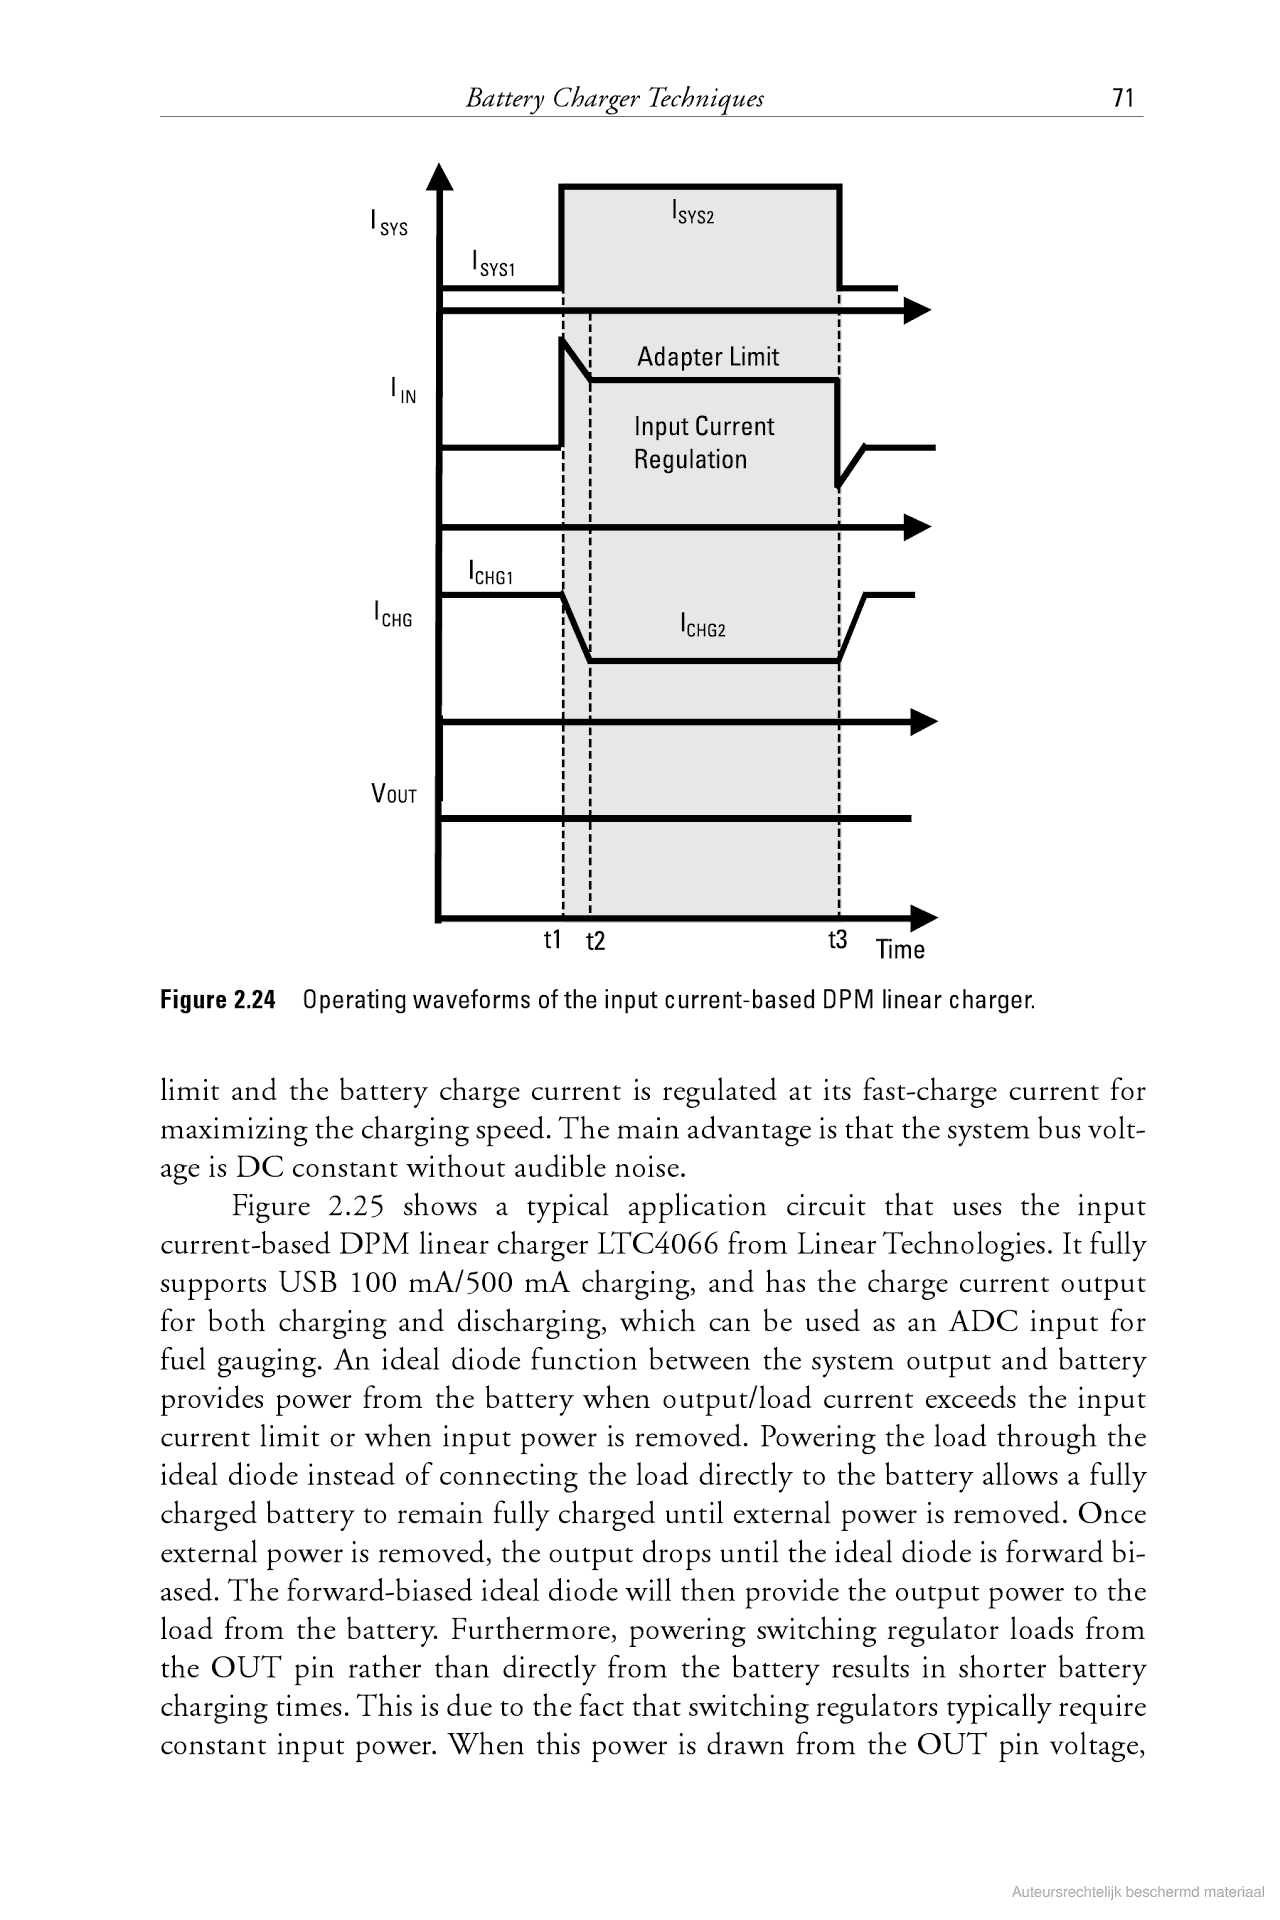 Battery Charger Techniques 71
I SYS
I SYS2
I SYS1
Adapter Limit
I IN
Input Current
Regulation
I CHG1
I CHG
I CHG2
VOUT
t1 t2 t3 Time
Figure 2.24 Operating waveforms of the input current-based DPM linear charger.
limit and the battery charge current is regulated at its fast-charge current for
maximizing the charging speed. The main advantage is that the system bus volt-
age is DC constant without audible noise.
Figure 2.25 shows a typical application circuit that uses the input
current-based DPM linear charger LTC4066 from Linear Technologies. It fully
supports USB 100 mA/500 mA charging, and has the charge current output
for both charging and discharging, which can be used as an ADC input for
fuel gauging. An ideal diode function between the system output and battery
provides power from the battery when output/load current exceeds the input
current limit or when input power is removed. Powering the load through the
ideal diode instead of connecting the load directly to the battery allows a fully
charged battery to remain fully charged until external power is removed. Once
external power is removed, the output drops until the ideal diode is forward bi-
ased. The forward-biased ideal diode will then provide the output power to the
load from the battery. Furthermore, powering switching regulator loads from
the OUT pin rather than directly from the battery results in shorter battery
charging times. This is due to the fact that switching regulators typically require
constant input power. When this power is drawn from the OUT pin voltage,
Auteursrechtelijk beschermd materiaal